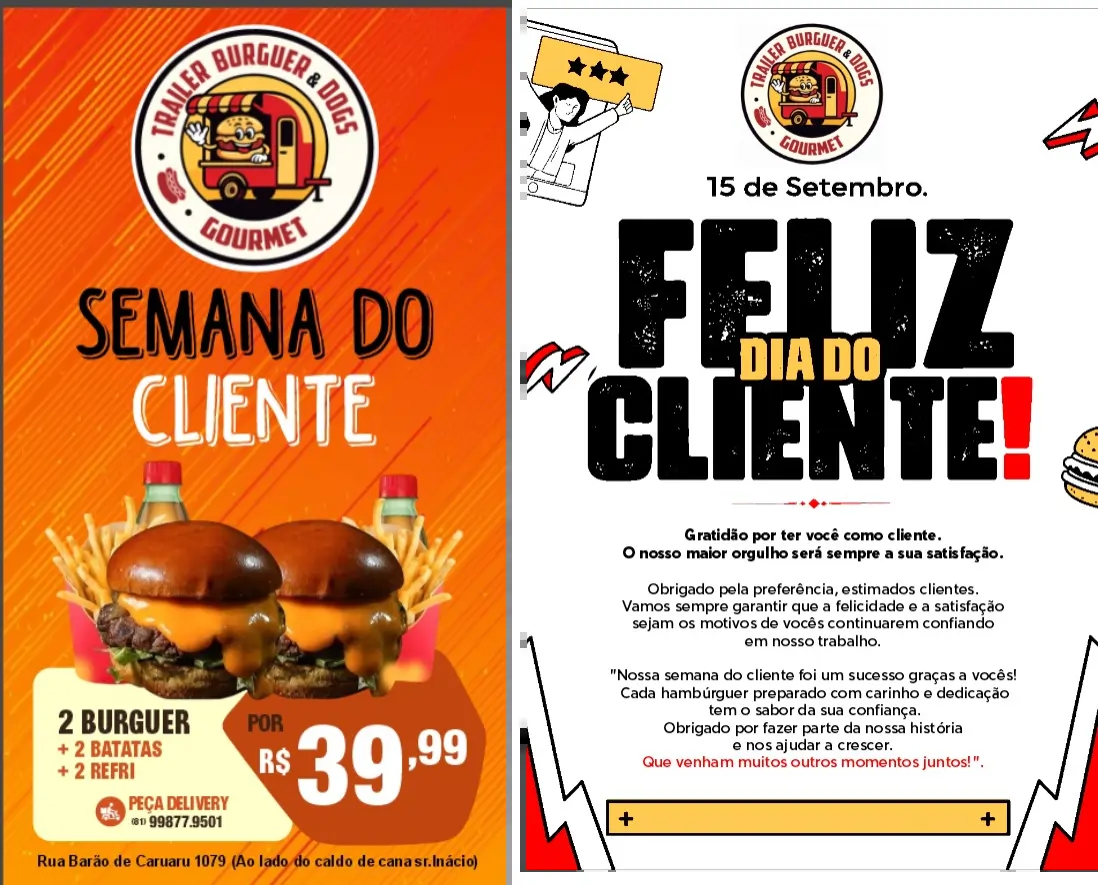 TRAILER BURGUER & DOGS
GOURMET
SEMANA DO
CLIENTE
2 BURGUER
+ 2 BATATAS
+ 2 REFRI
POR
R$ 39,99
PEÇA DELIVERY
(81) 99877.9501
Rua Barão de Caruaru 1079 (Ao lado do caldo de cana sr.Inácio)
TRAILER BURGUER & DOGS
GOURMET
15 de Setembro.
FELIZ
DIA DO
CLIENTE!
Gratidão por ter você como cliente.
O nosso maior orgulho será sempre a sua satisfação.
Obrigado pela preferência, estimados clientes.
Vamos sempre garantir que a felicidade e a satisfação
sejam os motivos de vocês continuarem confiando
em nosso trabalho.
"Nossa semana do cliente foi um sucesso graças a vocês!
Cada hambúrguer preparado com carinho e dedicação
tem o sabor da sua confiança.
Obrigado por fazer parte da nossa história
e nos ajudar a crescer.
Que venham muitos outros momentos juntos!".